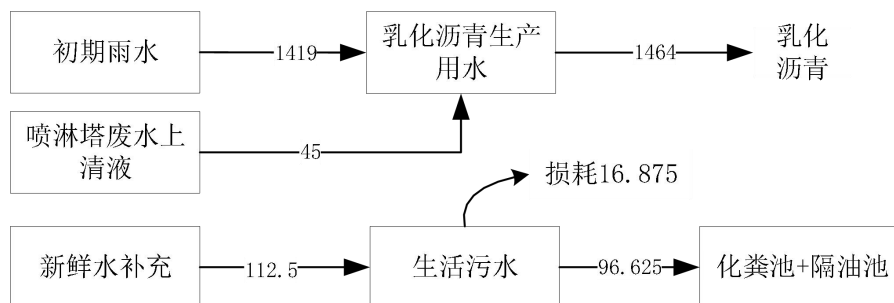 初期雨水
1419
乳化沥青生产
用水
1464
乳化
沥青
喷淋塔废水上
清液
45
损耗16.875
新鲜水补充
112.5
生活污水
96.625
化粪池+隔油池